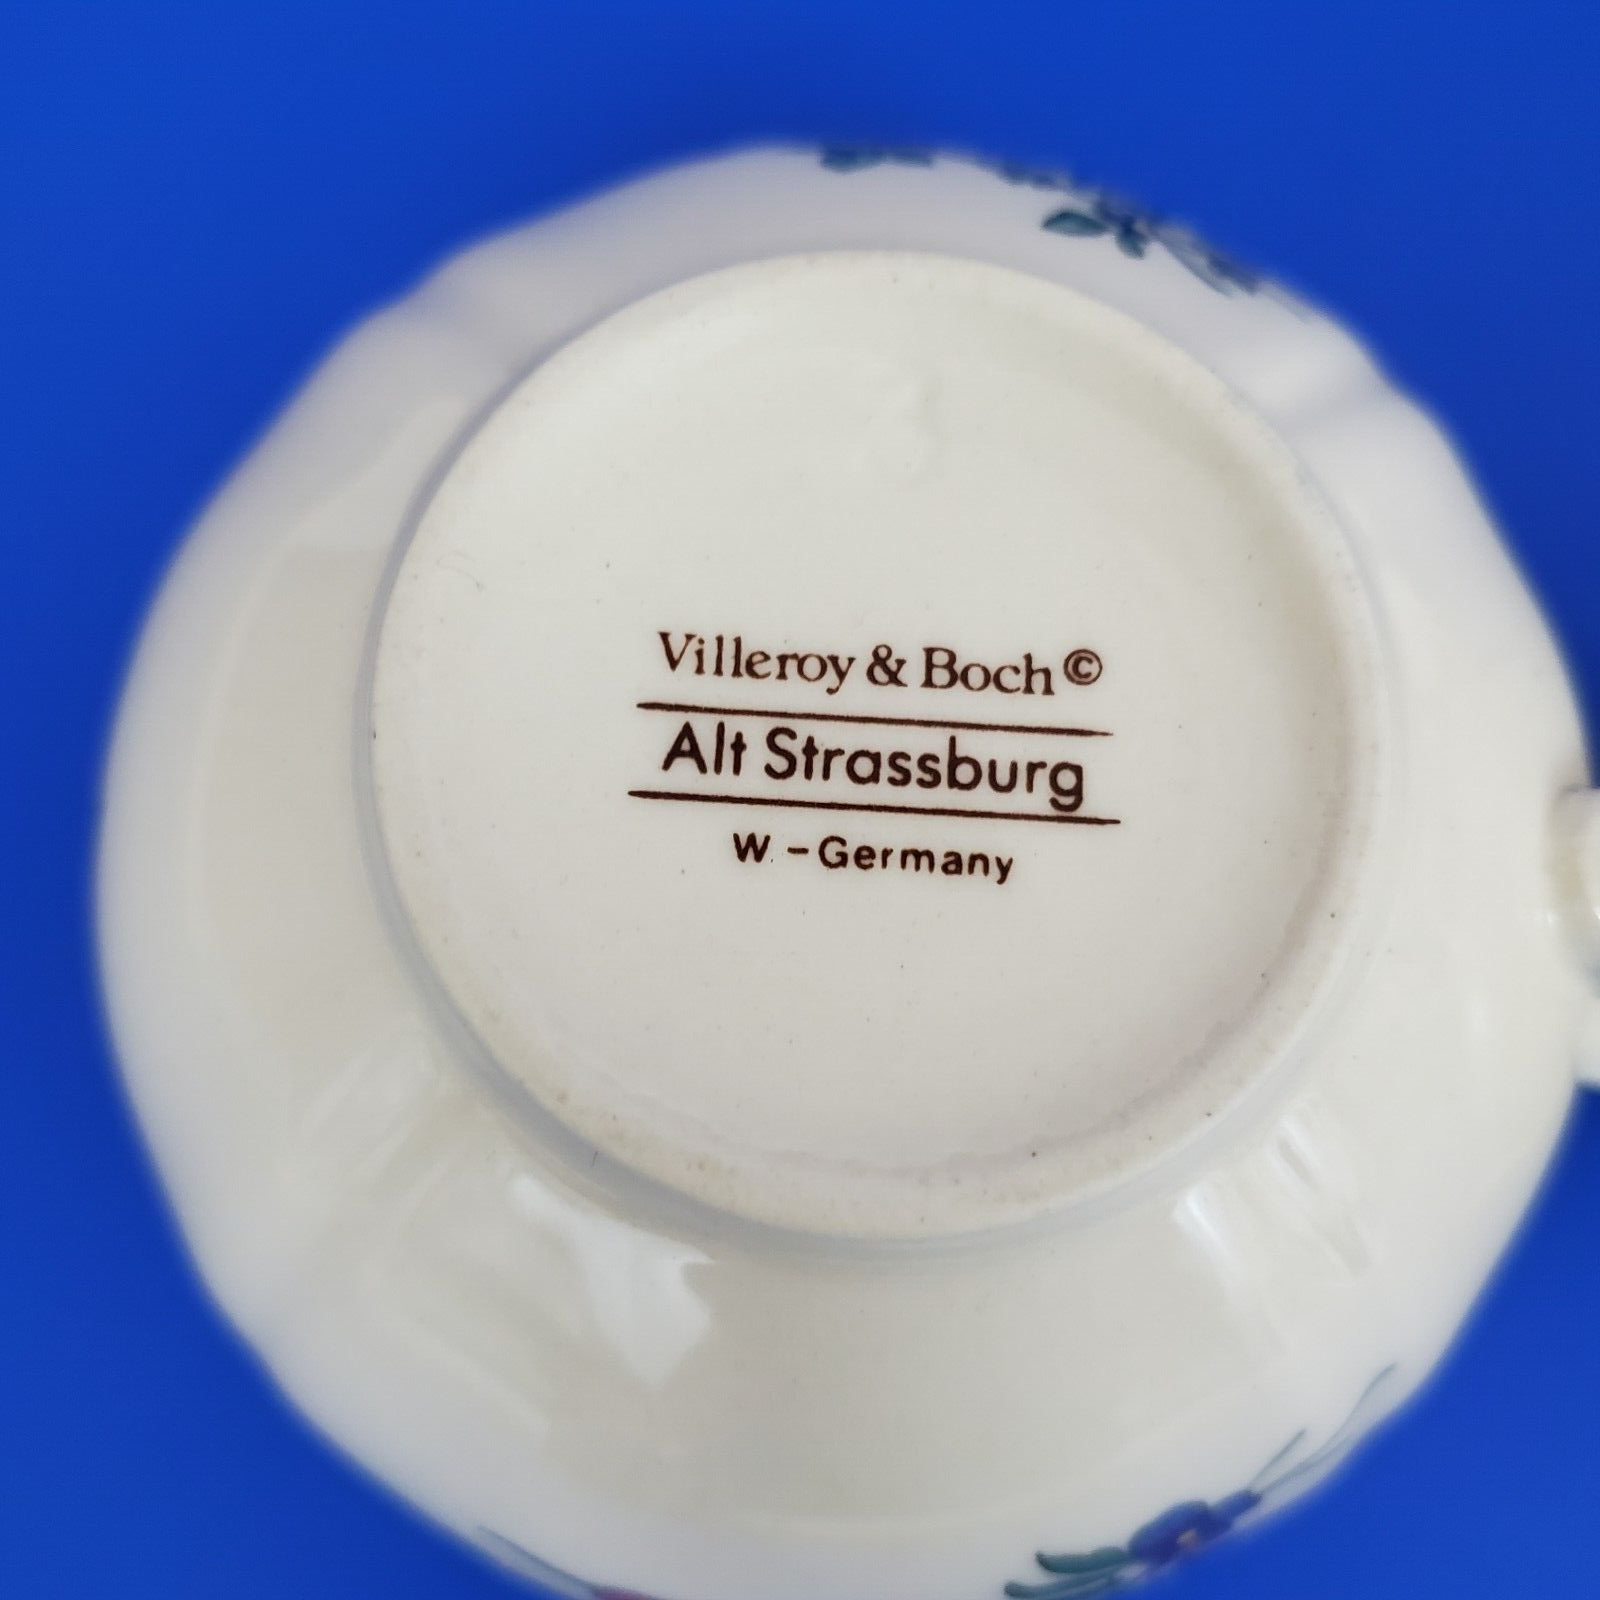 Villeroy & Boch©
Alt Strassburg
W.-Germany